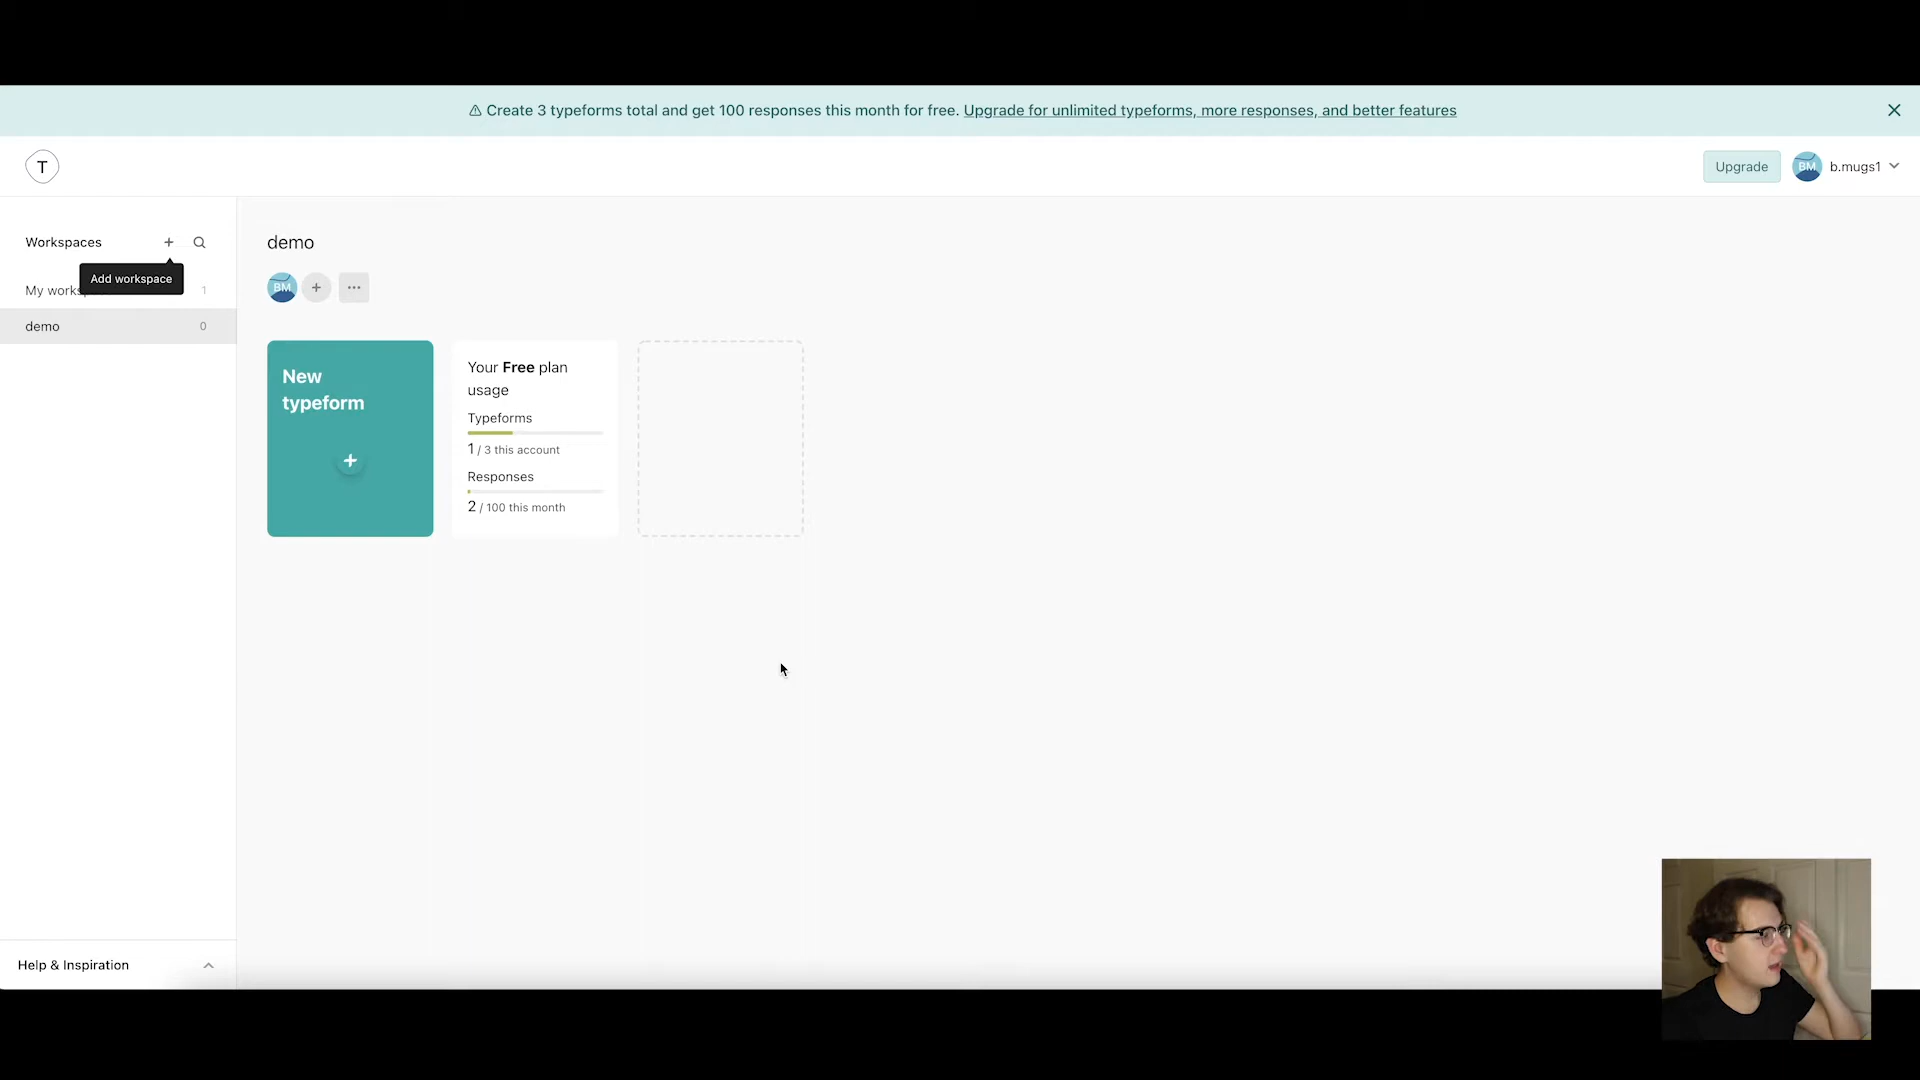 ⚠ Create 3 typeforms total and get 100 responses this month for free. Upgrade for unlimited typeforms, more responses, and better features
T
Upgrade
BM
b.mugs1
Workspaces
Add workspace
My works
1
demo
0
demo
BM
New
typeform
Your Free plan
usage
Typeforms
1 / 3 this account
Responses
2 / 100 this month
Help & Inspiration